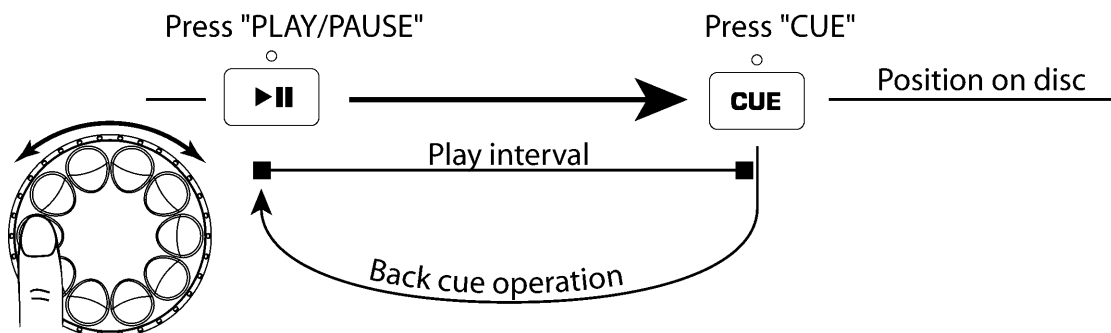 Press "PLAY/PAUSE"
Press "CUE"
CUE
Position on disc
Play interval
Back cue operation